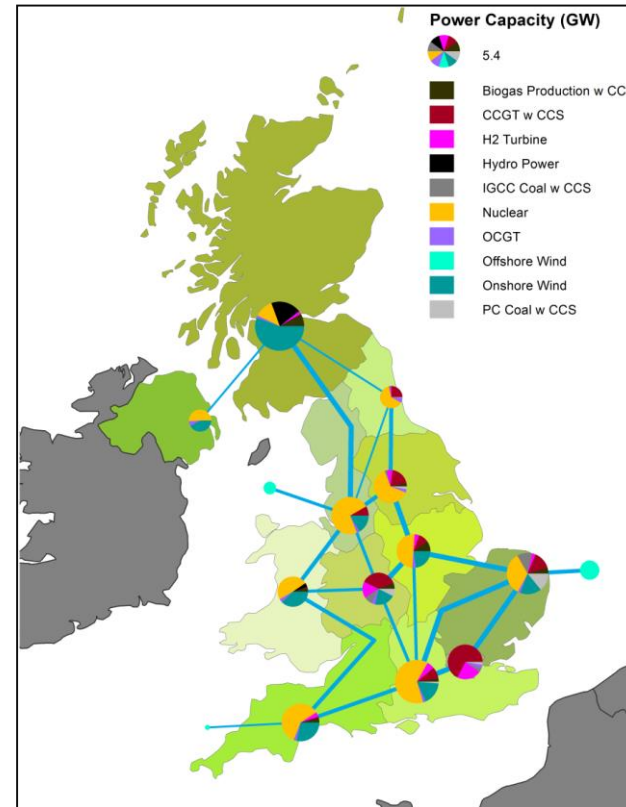 Power Capacity (GW)
5.4
Biogas Production w CC
CCGT w CCS
H2 Turbine
Hydro Power
IGCC Coal w CCS
Nuclear
OCGT
Offshore Wind
Onshore Wind
PC Coal w CCS